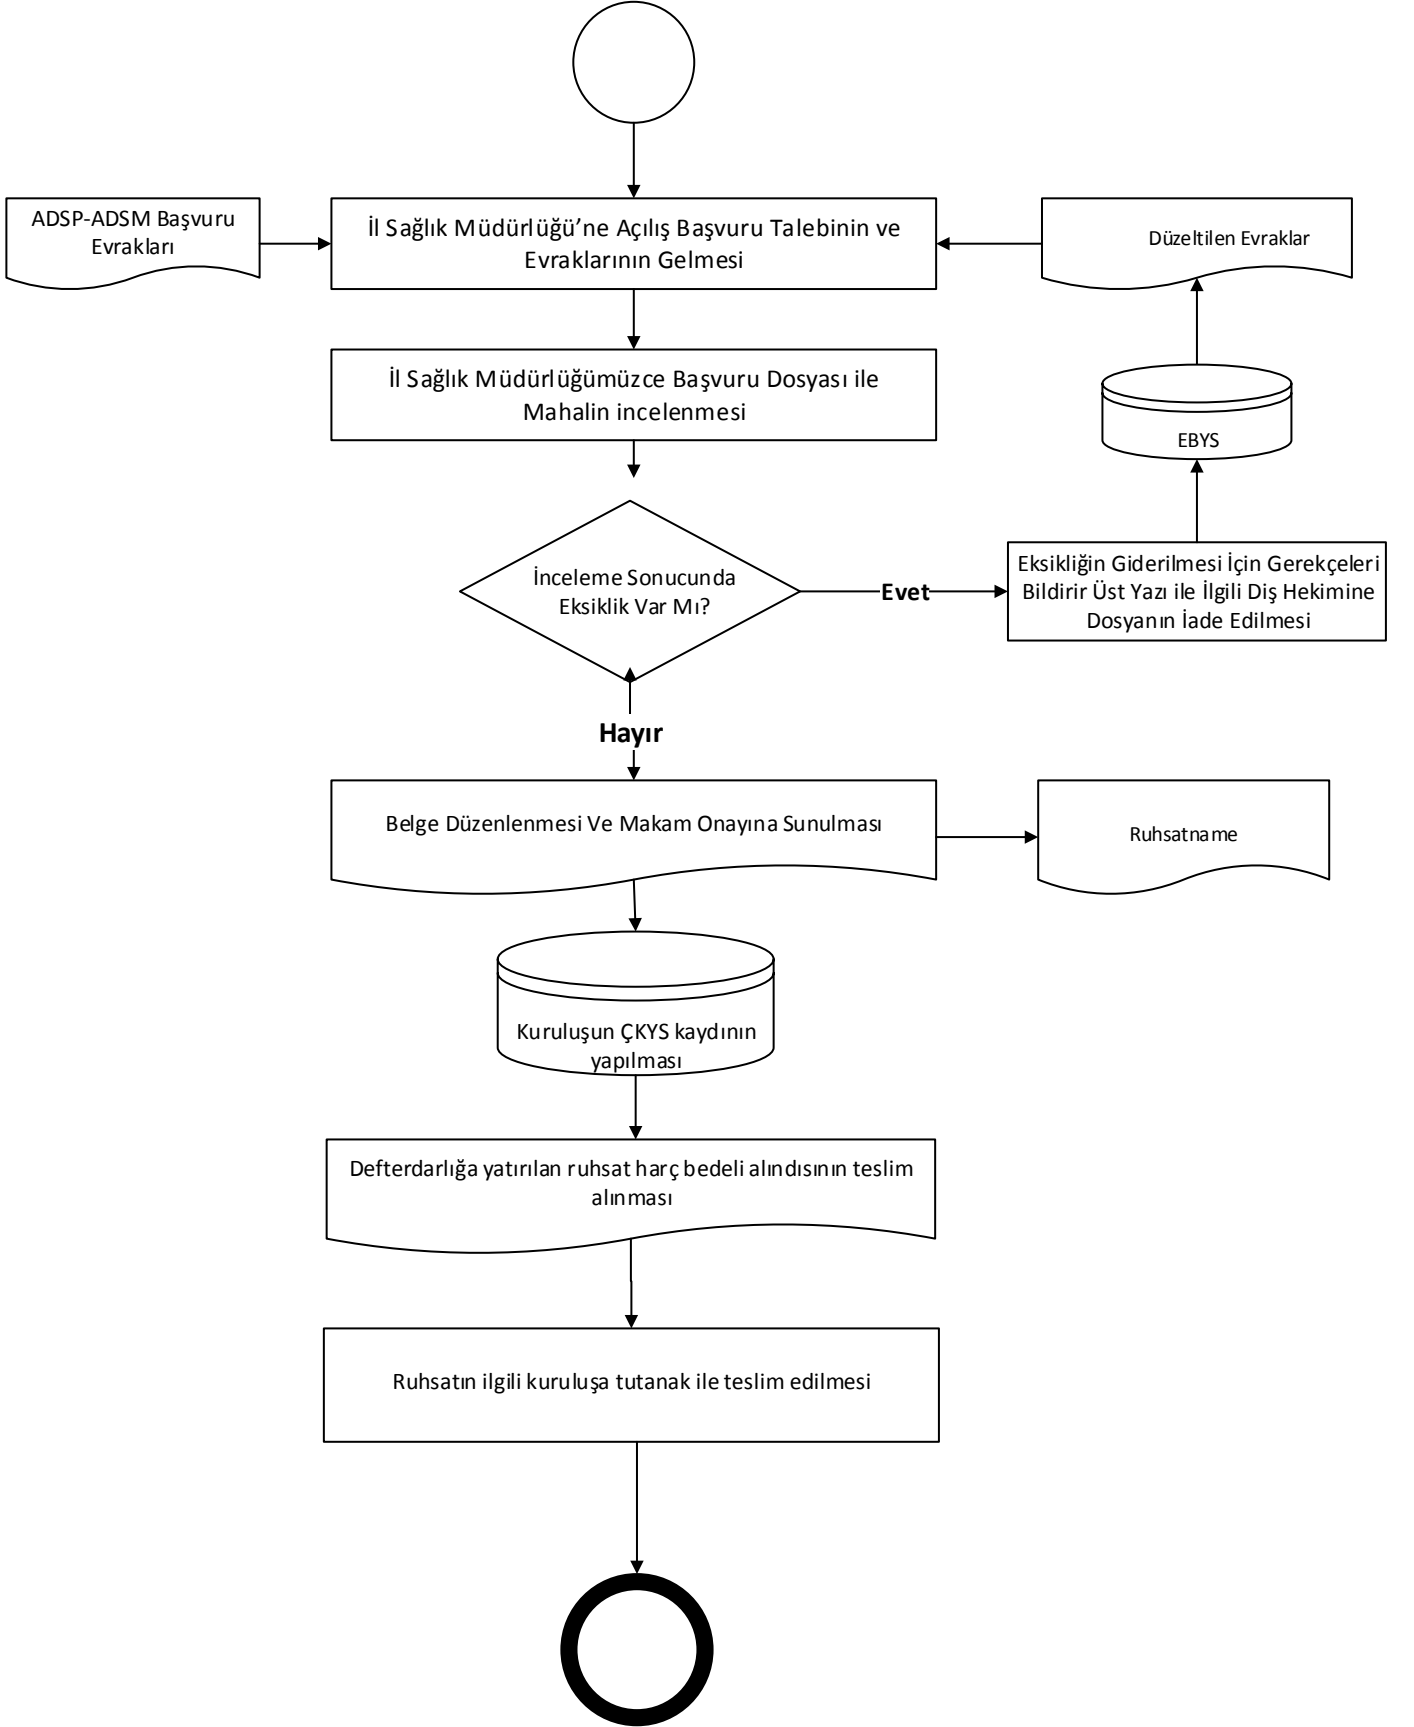 ADSP-ADSM Başvuru
Evrakları
İl Sağlık Müdürlüğü’ne Açılış Başvuru Talebinin ve
Evraklarının Gelmesi
Düzeltilen Evraklar
İl Sağlık Müdürlüğümüzce Başvuru Dosyası ile
Mahalin incelenmesi
EBYS
İnceleme Sonucunda
Eksiklik Var Mı?
Evet
Eksikliğin Giderilmesi İçin Gerekçeleri
Bildirir Üst Yazı ile İlgili Diş Hekimine
Dosyanın İade Edilmesi
Hayır
Belge Düzenlenmesi Ve Makam Onayına Sunulması
Ruhsatname
Kuruluşun ÇKYS kaydının
yapılması
Defterdarlığa yatırılan ruhsat harç bedeli alındısının teslim
alınması
Ruhsatın ilgili kuruluşa tutanak ile teslim edilmesi